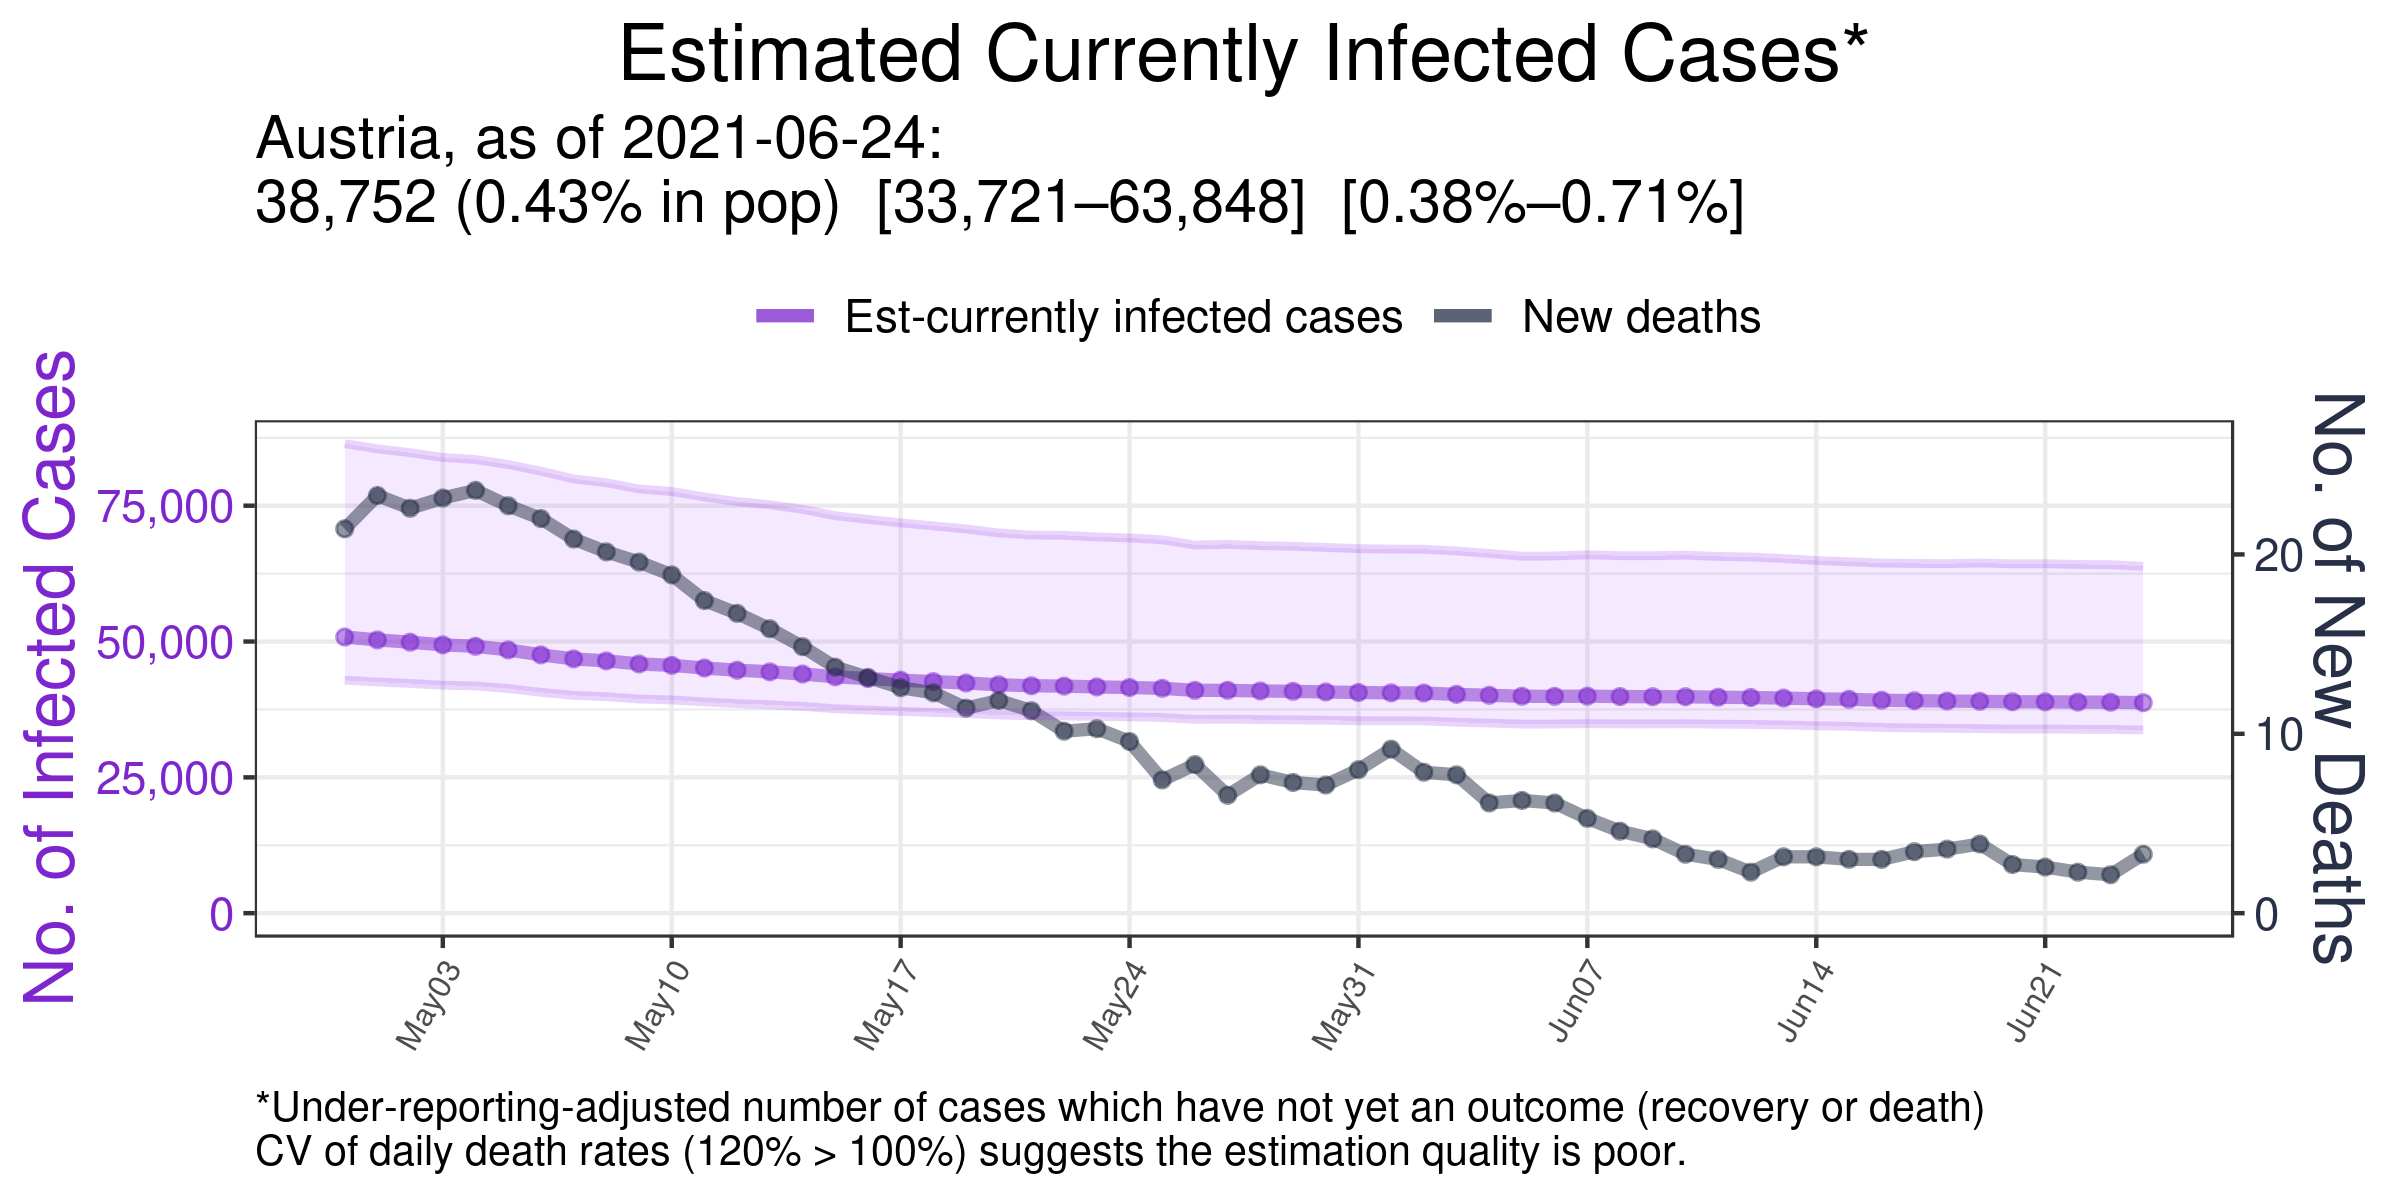 Estimated Currently Infected Cases*
Austria, as of 2021-06-24:
38,752 (0.43% in pop)  [33,721–63,848]  [0.38%–0.71%]
Est-currently infected cases
New deaths
No. of Infected Cases
75,000
50,000
25,000
0
20
10
0
No. of New Deaths
May03
May10
May17
May24
May31
Jun07
Jun14
Jun21
*Under-reporting-adjusted number of cases which have not yet an outcome (recovery or death)
CV of daily death rates (120% > 100%) suggests the estimation quality is poor.